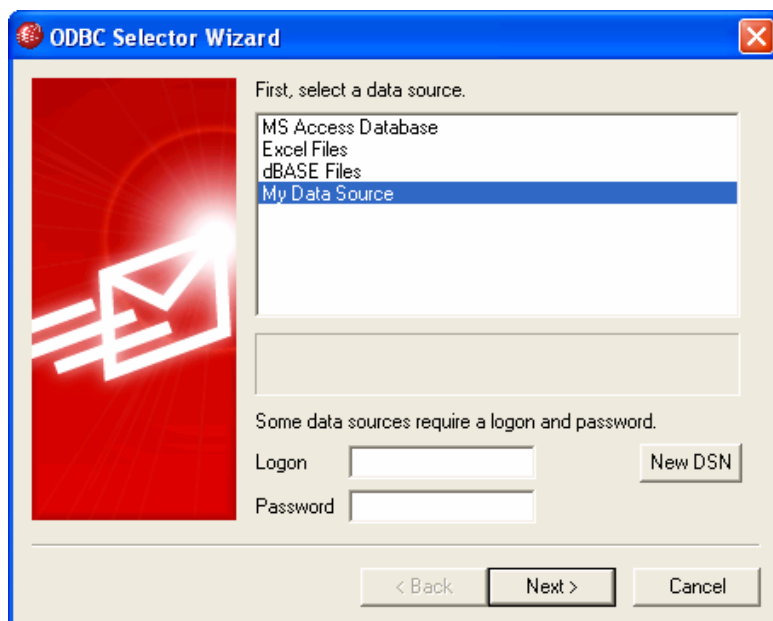 ODBC Selector Wizard
First, select a data source.
MS Access Database
Excel Files
dBASE Files
My Data Source
Some data sources require a logon and password.
Logon
New DSN
Password
< Back
Next >
Cancel